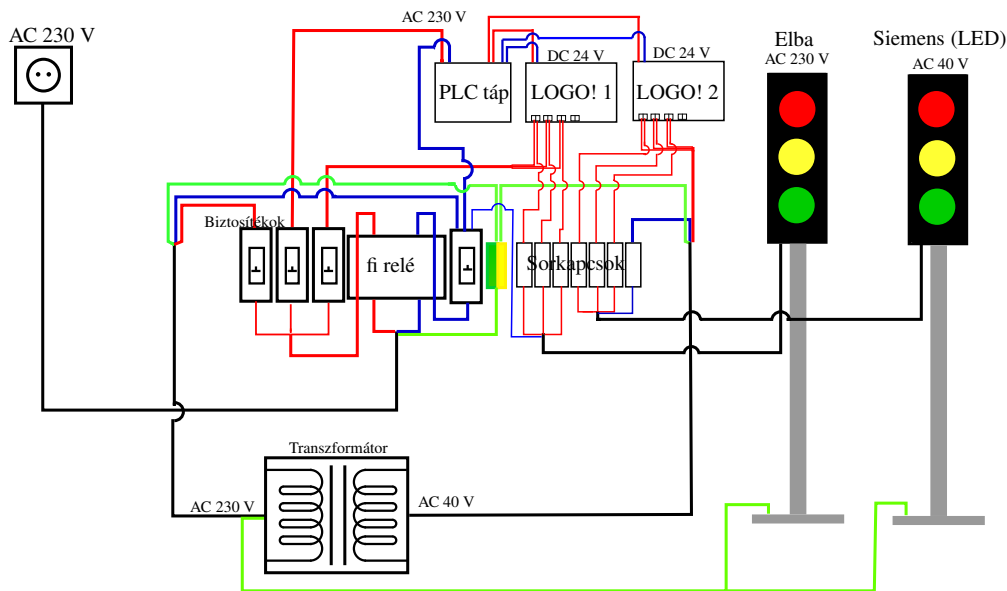 AC 230 V
AC 230 V
DC 24 V
DC 24 V
Elba
AC 230 V
Siemens (LED)
AC 40 V
PLC táp
LOGO! 1
LOGO! 2
Biztosítékok
fi relé
Sorkapcsok
Transzformátor
AC 230 V
AC 40 V